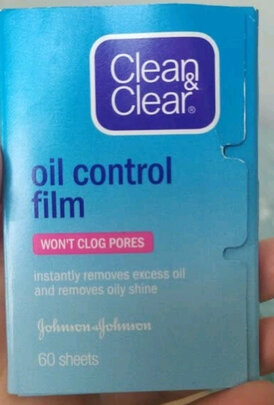 Clean
&
Clear®
oil control
film
WON'T CLOG PORES
instantly removes excess oil
and removes oily shine
Johnson & Johnson
60 sheets